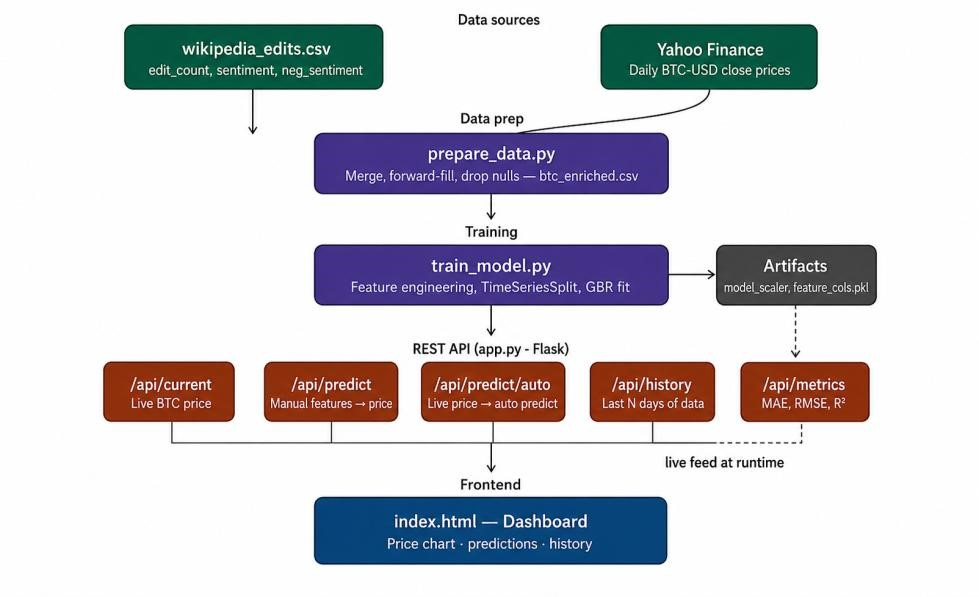 Data sources
wikipedia_edits.csv
edit_count, sentiment, neg_sentiment
Yahoo Finance
Daily BTC-USD close prices
Data prep
prepare_data.py
Merge, forward-fill, drop nulls — btc_enriched.csv
Training
train_model.py
Feature engineering, TimeSeriesSplit, GBR fit
Artifacts
model_scaler, feature_cols.pkl
REST API (app.py - Flask)
/api/current
Live BTC price
/api/predict
Manual features → price
/api/predict/auto
Live price → auto predict
/api/history
Last N days of data
/api/metrics
MAE, RMSE, R²
live feed at runtime
Frontend
index.html — Dashboard
Price chart · predictions · history